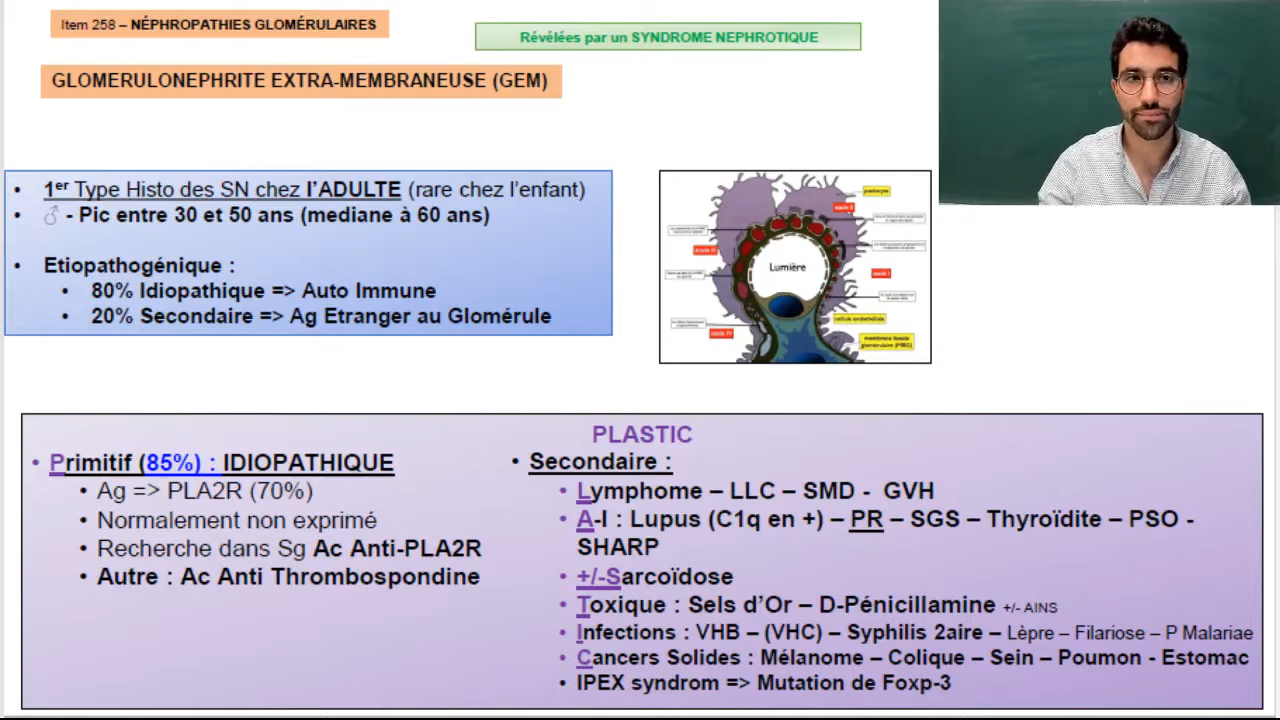 Item 258 – NÉPHROPATHIES GLOMÉRULAIRES
Révélées par un SYNDROME NEPHROTIQUE
GLOMERULONEPHRITE EXTRA-MEMBRANEUSE (GEM)
• 1er Type Histo des SN chez l'ADULTE (rare chez l'enfant)
• ♂ - Pic entre 30 et 50 ans (mediane à 60 ans)
• Etiopathogénique :
• 80% Idiopathique => Auto Immune
• 20% Secondaire => Ag Etranger au Glomérule
podocyte
stade II
stade III
Lumière
stade I
cellule endothéliale
stade IV
membrane basale
glomérulaire (MBG)
PLASTIC
• Primitif (85%) : IDIOPATHIQUE
• Ag => PLA2R (70%)
• Normalement non exprimé
• Recherche dans Sg Ac Anti-PLA2R
• Autre : Ac Anti Thrombospondine
• Secondaire :
• Lymphome – LLC – SMD - GVH
• A-I : Lupus (C1q en +) – PR – SGS – Thyroïdite – PSO -
SHARP
• +/-Sarcoïdose
• Toxique : Sels d'Or – D-Pénicillamine +/- AINS
• Infections : VHB – (VHC) – Syphilis 2aire – Lèpre – Filariose – P Malariae
• Cancers Solides : Mélanome – Colique – Sein – Poumon - Estomac
• IPEX syndrom => Mutation de Foxp-3